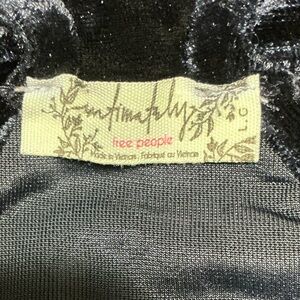 intimately
free people
Made in Vietnam. Fabriqué au Vietnam
L.C